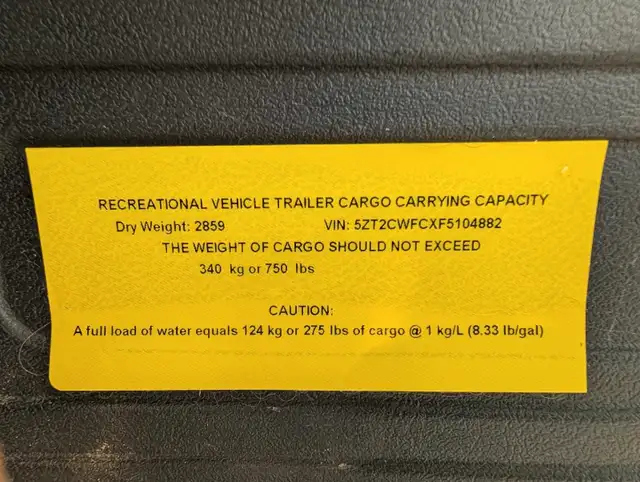 RECREATIONAL VEHICLE TRAILER CARGO CARRYING CAPACITY
Dry Weight: 2859 VIN: 5ZT2CWFCXF5104882
THE WEIGHT OF CARGO SHOULD NOT EXCEED
340 kg or 750 lbs
CAUTION:
A full load of water equals 124 kg or 275 lbs of cargo @ 1 kg/L (8.33 lb/gal)